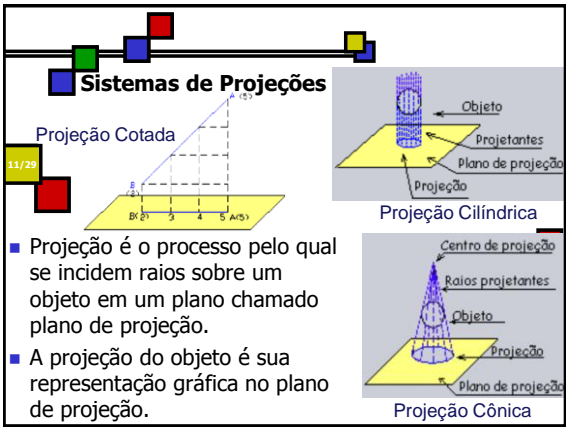 Sistemas de Projeções
Projeção Cotada
A (5)
B
(2)
B(2) 3 4 5 A(5)
11/29
Objeto
Projetantes
Plano de projeção
Projeção
Projeção Cilíndrica
Projeção é o processo pelo qual
se incidem raios sobre um
objeto em um plano chamado
plano de projeção.
A projeção do objeto é sua
representação gráfica no plano
de projeção.
Centro de projeção
Raios projetantes
Objeto
Projeção
Plano de projeção
Projeção Cônica